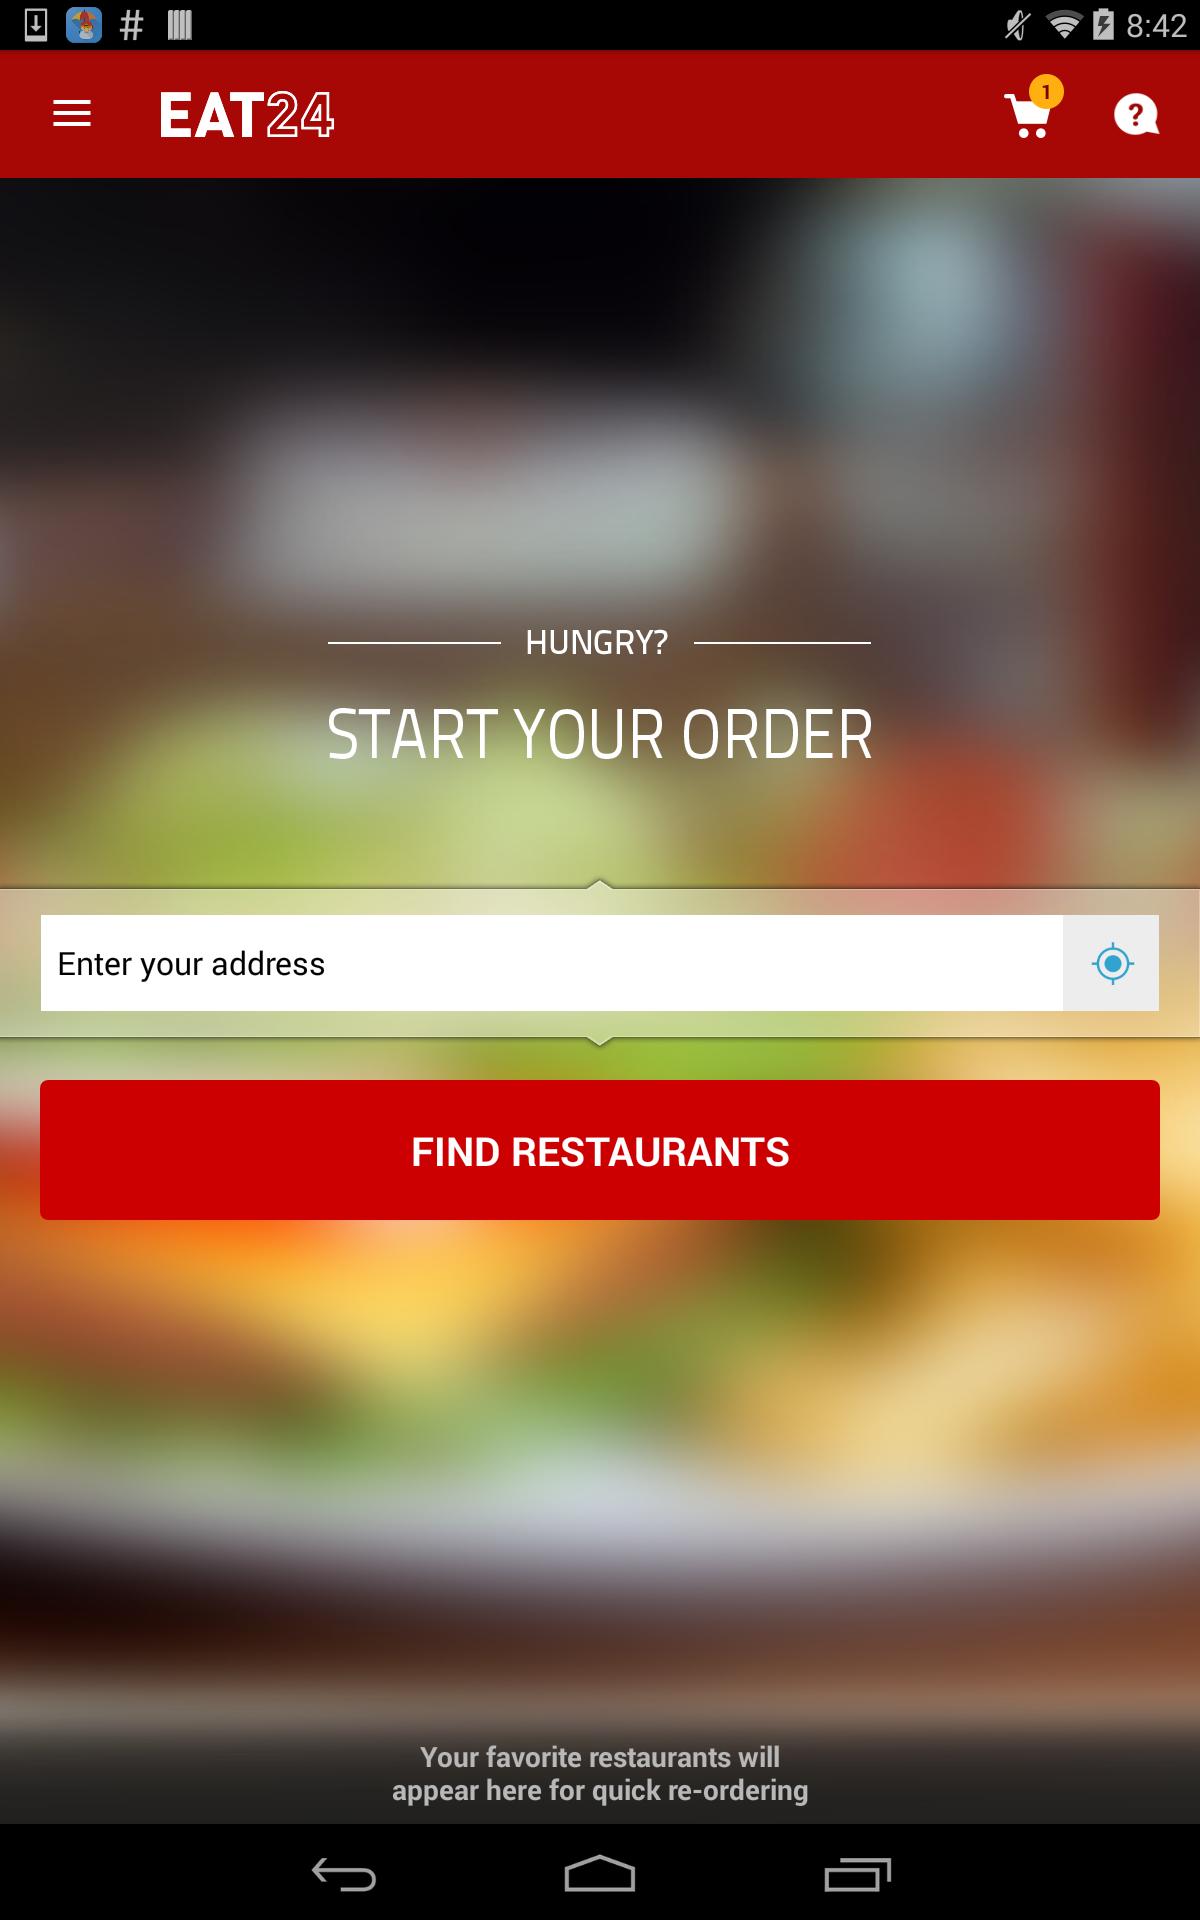 8:42
EAT24
1
?
HUNGRY?
START YOUR ORDER
Enter your address
FIND RESTAURANTS
Your favorite restaurants will
appear here for quick re-ordering